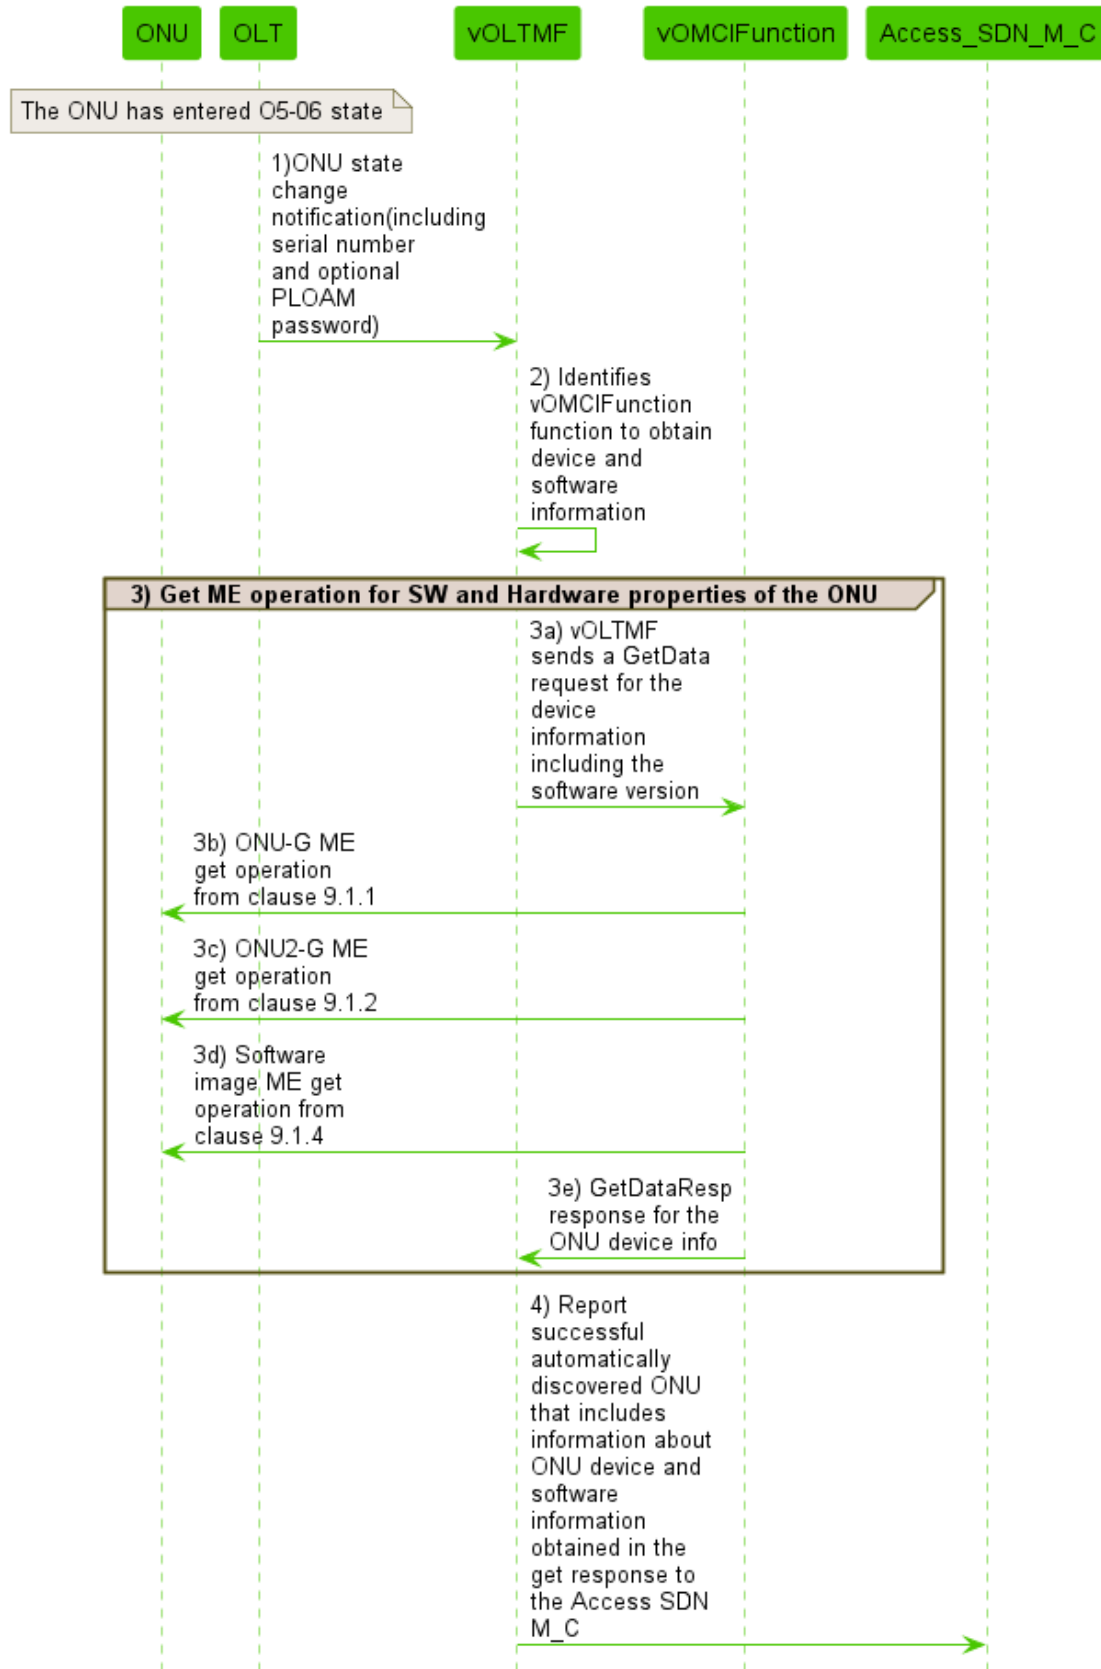 ONU OLT vOLTMF vOMCIFunction Access_SDN_M_C
The ONU has entered O5-06 state
1)ONU state
change
notification(including
serial number
and optional
PLOAM
password)
2) Identifies
vOMCIFunction
function to obtain
device and
software
information
3) Get ME operation for SW and Hardware properties of the ONU
3a) vOLTMF
sends a GetData
request for the
device
information
including the
software version
3b) ONU-G ME
get operation
from clause 9.1.1
3c) ONU2-G ME
get operation
from clause 9.1.2
3d) Software
image ME get
operation from
clause 9.1.4
3e) GetDataResp
response for the
ONU device info
4) Report
successful
automatically
discovered ONU
that includes
information about
ONU device and
software
information
obtained in the
get response to
the Access SDN
M_C